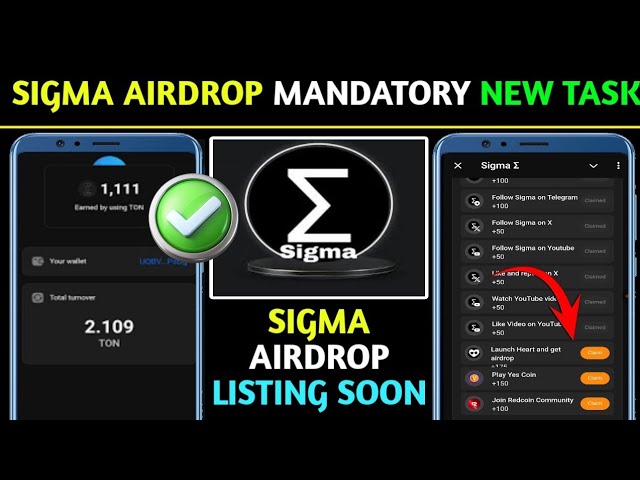 SIGMA AIRDROP MANDATORY NEW TASK
1,111
Earned by using TON
Your wallet
Total turnover
2.109
TON
Σ
Sigma
SIGMA
AIRDROP
LISTING SOON
Sigma Σ
+100
Follow Sigma on Telegram
+100
Claimed
Follow Sigma on X
+50
Claimed
Follow Sigma on Youtube
+50
Claimed
+50
Claimed
Watch YouTube video
+50
Claimed
Like Video on YouTube
+50
Claimed
Launch Heart and get
airdrop
Claim
Play Yes Coin
+150
Claim
Join Redcoin Community
+100
Claim